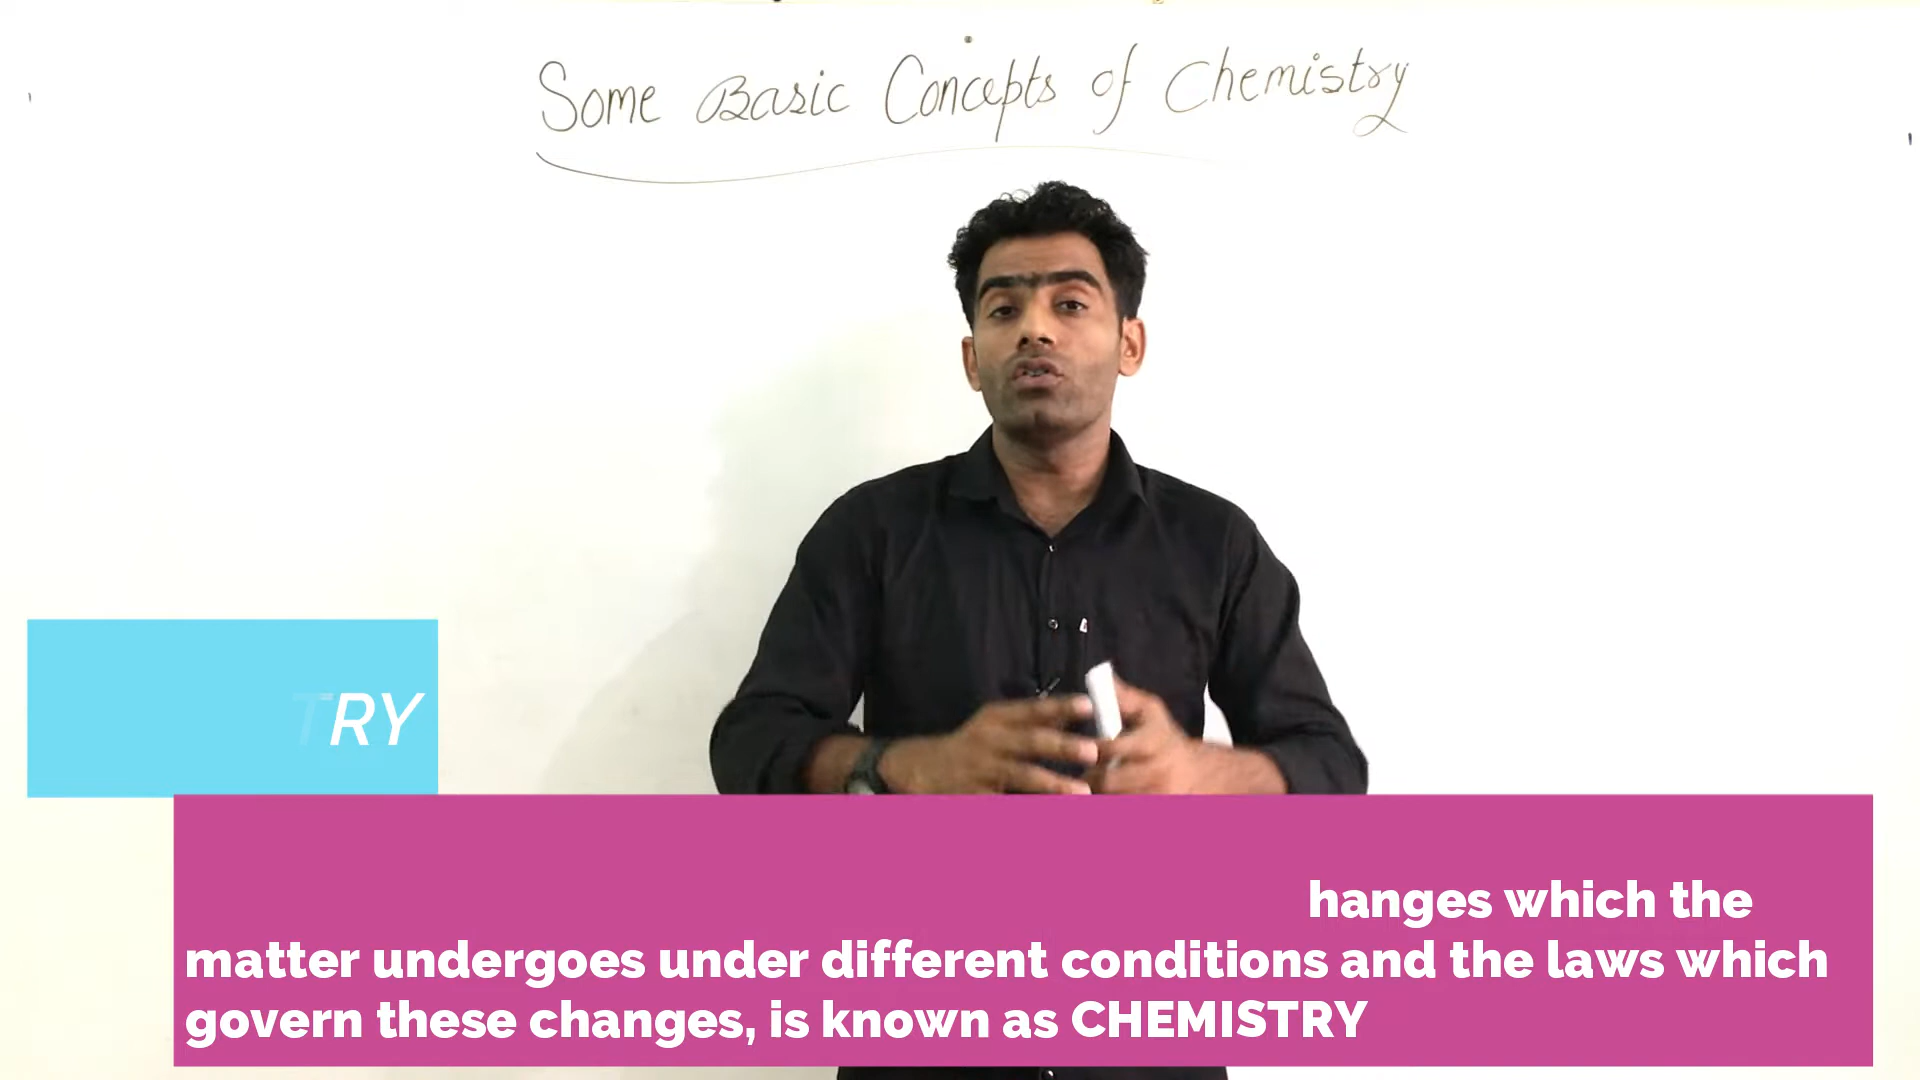 Some Basic Concepts of Chemistry
TRY
hanges which the
matter undergoes under different conditions and the laws which
govern these changes, is known as CHEMISTRY